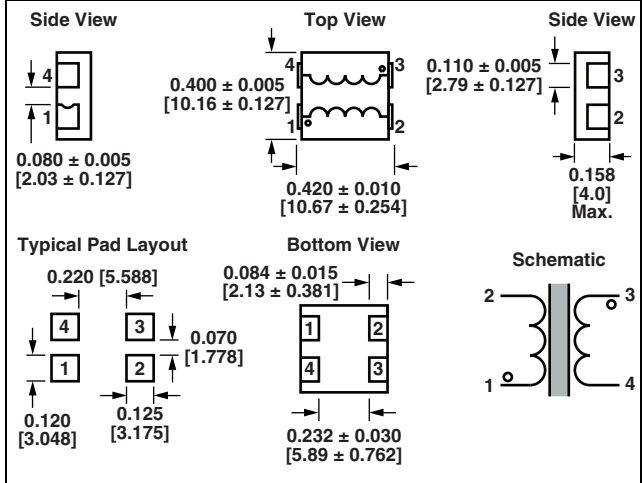 Side View
4
1
0.080 ± 0.005
[2.03 ± 0.127]
Top View
4
3
0.400 ± 0.005
[10.16 ± 0.127]
1
2
0.420 ± 0.010
[10.67 ± 0.254]
Side View
0.110 ± 0.005
[2.79 ± 0.127]
3
2
0.158
[4.0]
Max.
Typical Pad Layout
0.220 [5.588]
4
3
0.070
[1.778]
1
2
0.120
[3.048]
0.125
[3.175]
Bottom View
0.084 ± 0.015
[2.13 ± 0.381]
1
2
4
3
0.232 ± 0.030
[5.89 ± 0.762]
Schematic
2
3
1
4